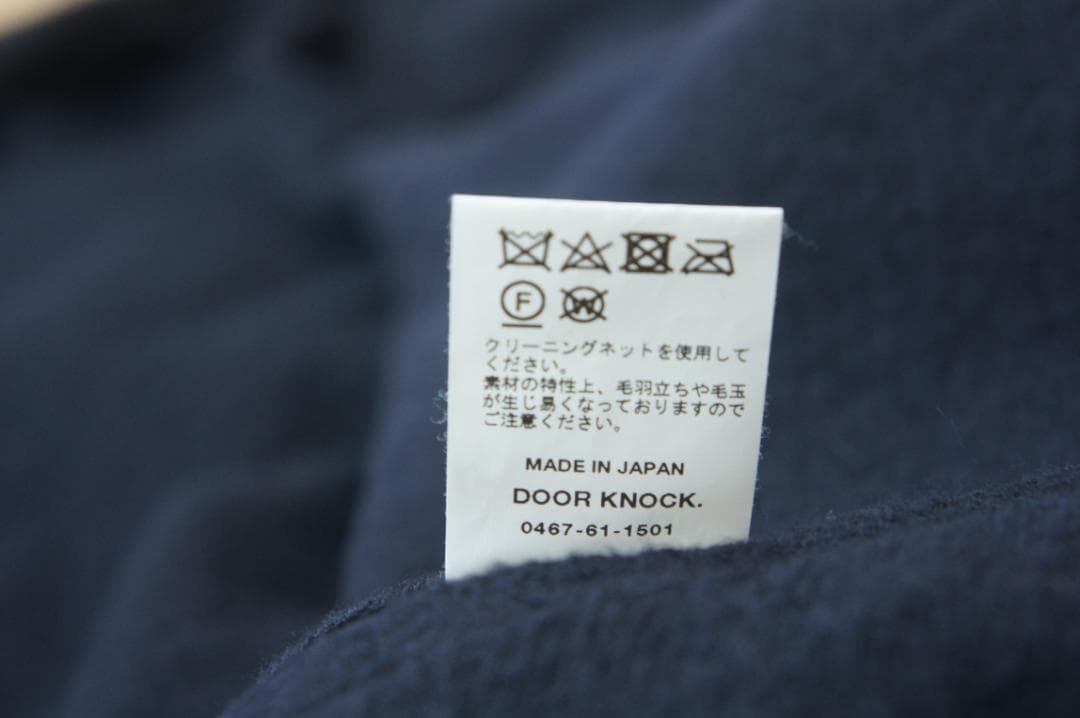 F W
クリーニングネットを使用して
ください。
素材の特性上、毛羽立ちや毛玉
が生じ易くなっておりますので
ご注意ください。
MADE IN JAPAN
DOOR KNOCK.
0467-61-1501